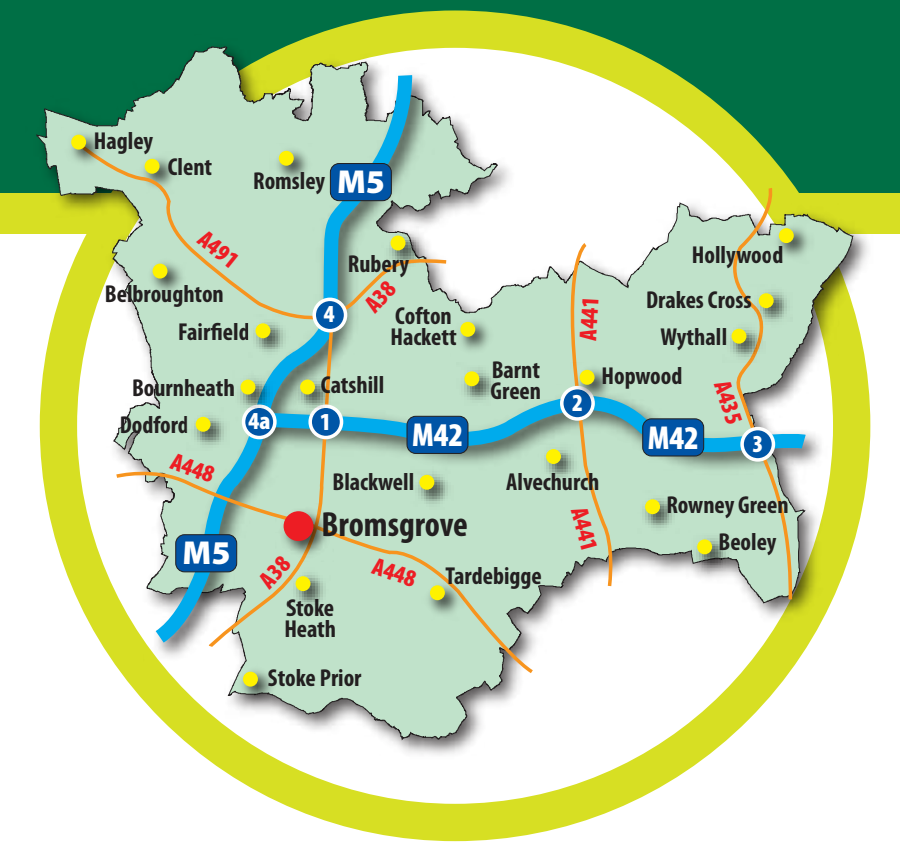 Hagley
Clent
Romsley
M5
Hollywood
A491
Rubery
Belbroughton
A38
Drakes Cross
4
Cofton
Hackett
A441
Fairfield
Wythall
Barnt
Green
Hopwood
Bournheath
Catshill
A435
2
Dodford
4a
1
M42
M42
3
A448
Blackwell
Alvechurch
Rowney Green
Bromsgrove
A441
M5
Beoley
A38
A448
Tardebigge
Stoke
Heath
Stoke Prior